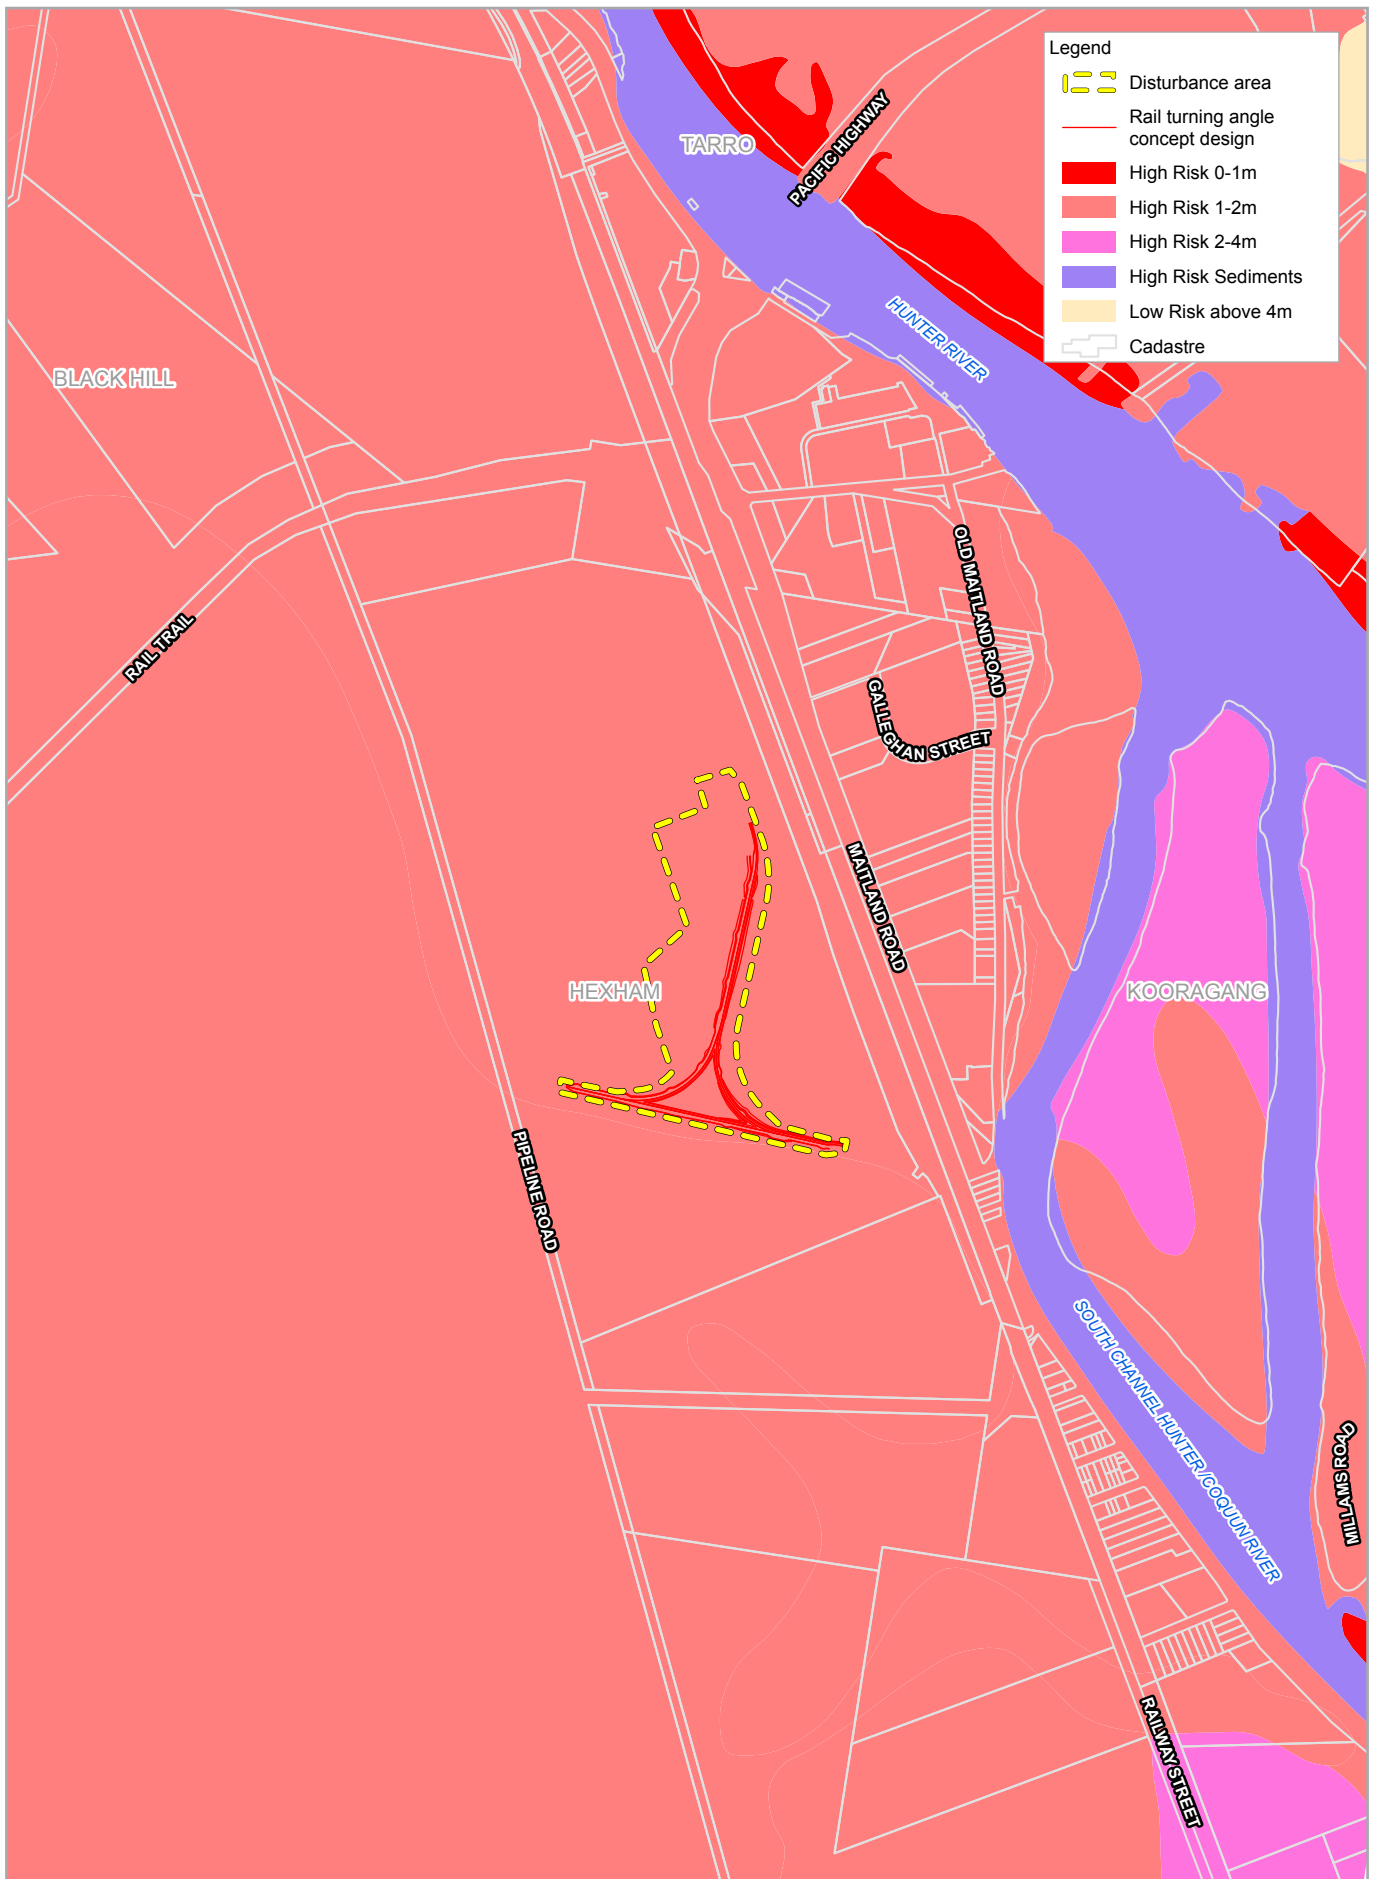 Legend
Disturbance area
Rail turning angle
concept design
High Risk 0-1m
High Risk 1-2m
High Risk 2-4m
High Risk Sediments
Low Risk above 4m
Cadastre
TARRO
PACIFIC HIGHWAY
HUNTER RIVER
BLACK HILL
OLD MAITLAND ROAD
RAIL TRAIL
GALLEGHAN STREET
MAITLAND ROAD
HEXHAM
KOORAGANG
PIPELINE ROAD
SOUTH CHANNEL HUNTER /COQUUN RIVER
MILLAMS ROAD
RAILWAY STREET